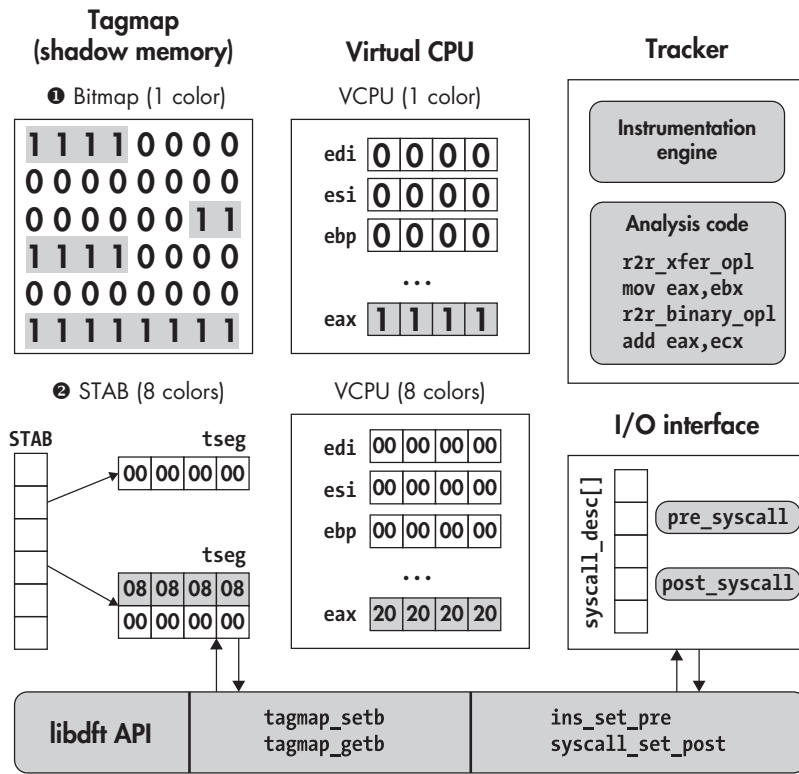 Tagmap
(shadow memory)
❶ Bitmap (1 color)
1 1 1 1 0 0 0 0
0 0 0 0 0 0 0 0
0 0 0 0 0 0 1 1
1 1 1 1 0 0 0 0
0 0 0 0 0 0 0 0
1 1 1 1 1 1 1 1
❷ STAB (8 colors)
STAB
tseg
00 00 00 00
tseg
08 08 08 08
00 00 00 00
Virtual CPU
VCPU (1 color)
edi 0 0 0 0
esi 0 0 0 0
ebp 0 0 0 0
...
eax 1 1 1 1
VCPU (8 colors)
edi 00 00 00 00
esi 00 00 00 00
ebp 00 00 00 00
...
eax 20 20 20 20
Tracker
Instrumentation
engine
Analysis code
r2r_xfer_opl
mov eax,ebx
r2r_binary_opl
add eax,ecx
I/O interface
syscall_desc[]
pre_syscall
post_syscall
libdft API
tagmap_setb
tagmap_getb
ins_set_pre
syscall_set_post